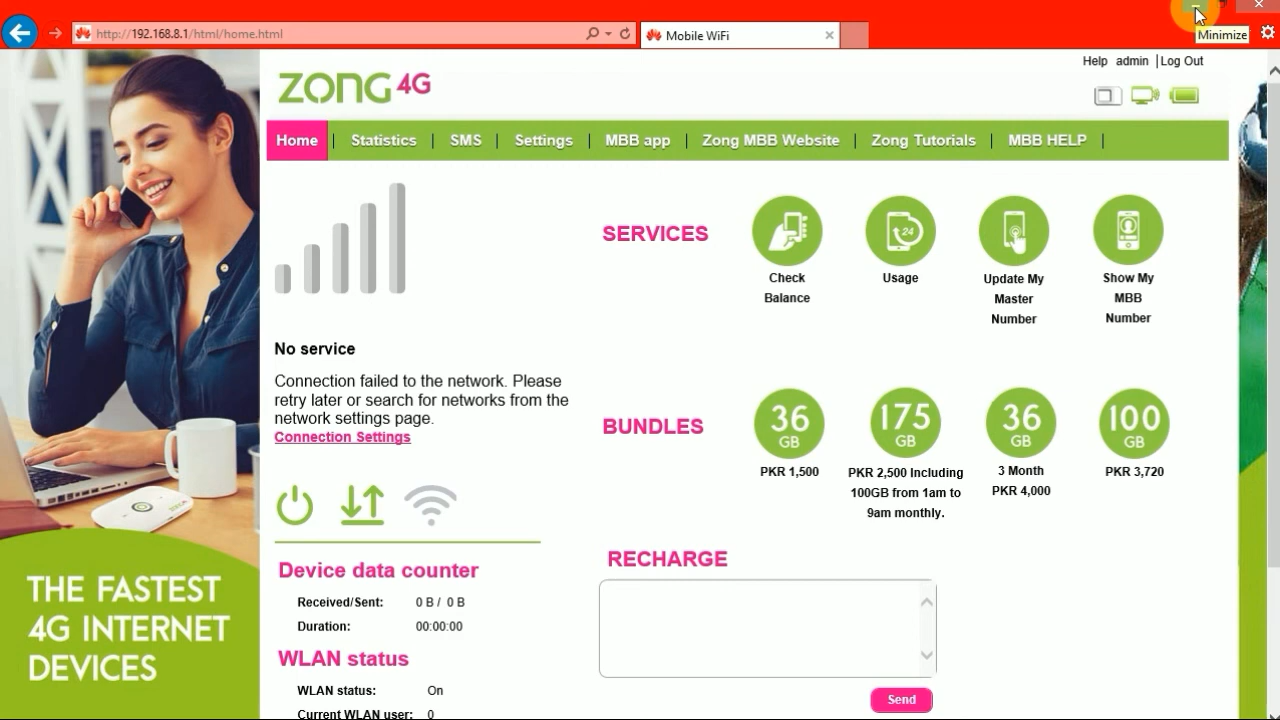 http://192.168.8.1/html/home.html
Mobile WiFi
Minimize
Help admin | Log Out
ZONG 4G
Home | Statistics | SMS | Settings | MBB app | Zong MBB Website | Zong Tutorials | MBB HELP |
SERVICES
Check
Balance
Usage
24
Update My
Master
Number
Show My
MBB
Number
No service
Connection failed to the network. Please
retry later or search for networks from the
network settings page.
Connection Settings
BUNDLES
36
GB
PKR 1,500
175
GB
PKR 2,500 Including
100GB from 1am to
9am monthly.
36
GB
3 Month
PKR 4,000
100
GB
PKR 3,720
Device data counter
Received/Sent: 0 B / 0 B
Duration: 00:00:00
WLAN status
WLAN status: On
Current WLAN user: 0
RECHARGE
Send
THE FASTEST
4G INTERNET
DEVICES